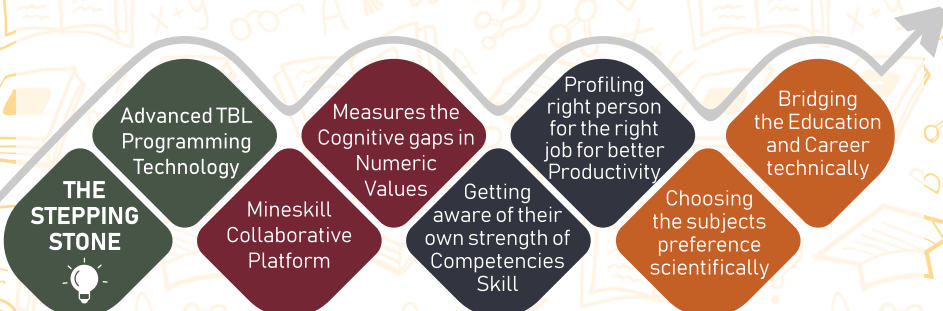 THE
STEPPING
STONE
Advanced TBL
Programming
Technology
Mineskill
Collaborative
Platform
Measures the
Cognitive gaps in
Numeric
Values
Getting
aware of their
own strength of
Competencies
Skill
Profiling
right person
for the right
job for better
Productivity
Choosing
the subjects
preference
scientifically
Bridging
the Education
and Career
technically